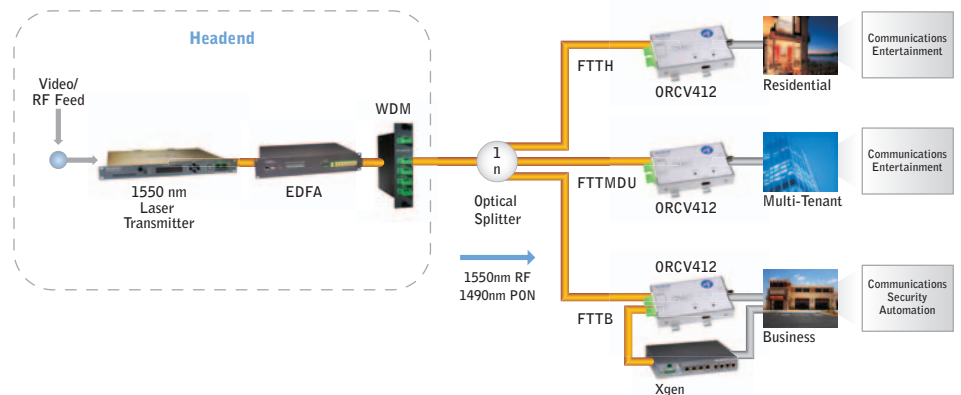 Headend
Video/
RF Feed
1550 nm
Laser
Transmitter
EDFA
WDM
1
n
Optical
Splitter
1550nm RF
1490nm PON
FTTH
ORCV412
Residential
Communications
Entertainment
FTTMDU
ORCV412
Multi-Tenant
Communications
Entertainment
ORCV412
FTTB
Business
Communications
Security
Automation
Xgen